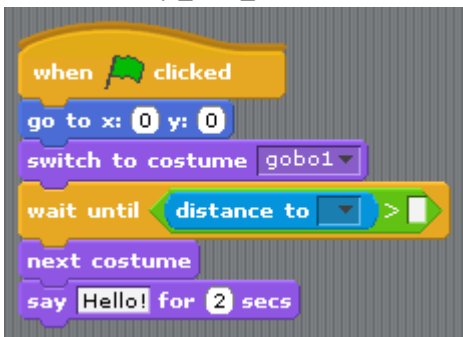 when clicked
go to x: 0 y: 0
switch to costume gobo1
wait until distance to >
next costume
say Hello! for 2 secs